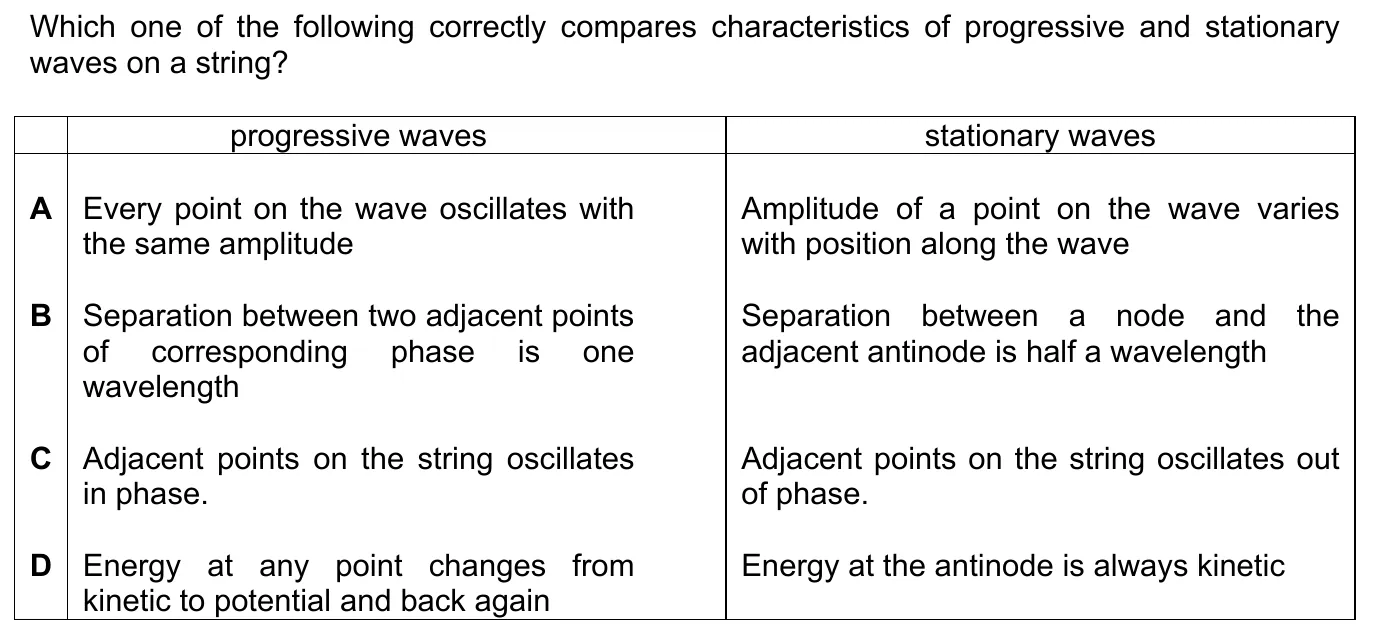 Which one of the following correctly compares characteristics of progressive and stationary
waves on a string?
progressive waves
stationary waves
A
Every point on the wave oscillates with
the same amplitude
Amplitude of a point on the wave varies
with position along the wave
B
Separation between two adjacent points
of corresponding phase is one
wavelength
Separation between a node and the
adjacent antinode is half a wavelength
C
Adjacent points on the string oscillates
in phase.
Adjacent points on the string oscillates out
of phase.
D
Energy at any point changes from
kinetic to potential and back again
Energy at the antinode is always kinetic